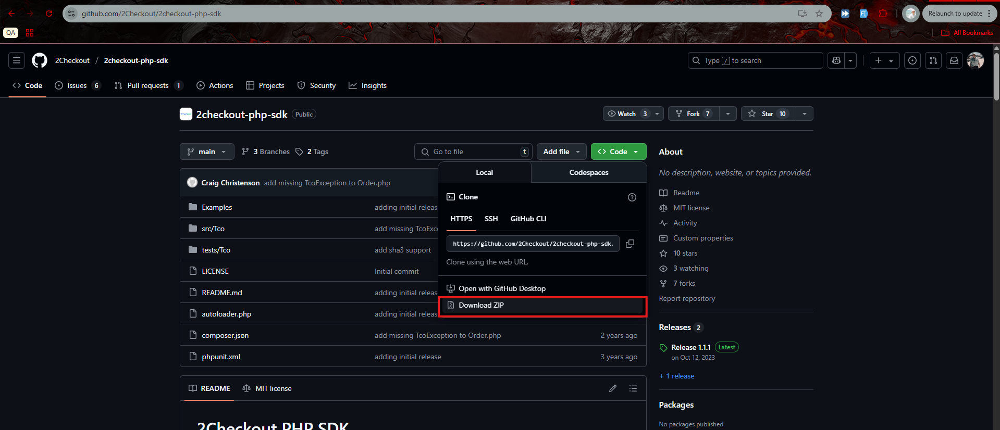 github.com/2Checkout/2checkout-php-sdk
Relaunch to update
QA
All Bookmarks
2Checkout / 2checkout-php-sdk
Type / to search
Code
Issues 6
Pull requests 1
Actions
Projects
Security
Insights
2checkout-php-sdk Public
Watch 3
Fork 7
Star 10
main
3 Branches
2 Tags
Go to file t
Add file
Code
Local
Codespaces
Clone
HTTPS SSH GitHub CLI
https://github.com/2Checkout/2checkout-php-sdk.
Clone using the web URL.
Open with GitHub Desktop
Download ZIP
Craig Christenson add missing TcoException to Order.php
Examples adding initial releas
src/Tco add missing TcoExc
tests/Tco add sha3 support
LICENSE Initial commit
README.md adding initial releas
autoloader.php adding initial releas
composer.json add missing TcoException to Order.php 2 years ago
phpunit.xml adding initial release 3 years ago
README
MIT license
2Checkout PHP SDK
About
No description, website, or topics provided.
Readme
MIT license
Activity
Custom properties
10 stars
3 watching
7 forks
Report repository
Releases 2
Release 1.1.1 Latest
on Oct 12, 2023
+ 1 release
Packages
No packages published